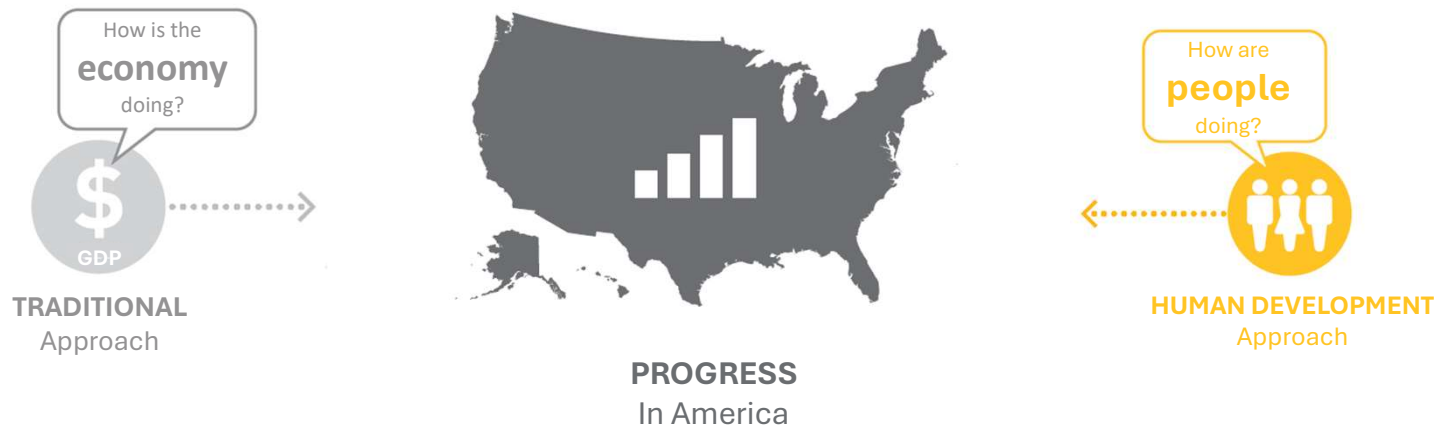 How is the
economy
doing?
$
GDP
TRADITIONAL
Approach
PROGRESS
In America
How are
people
doing?
HUMAN DEVELOPMENT
Approach